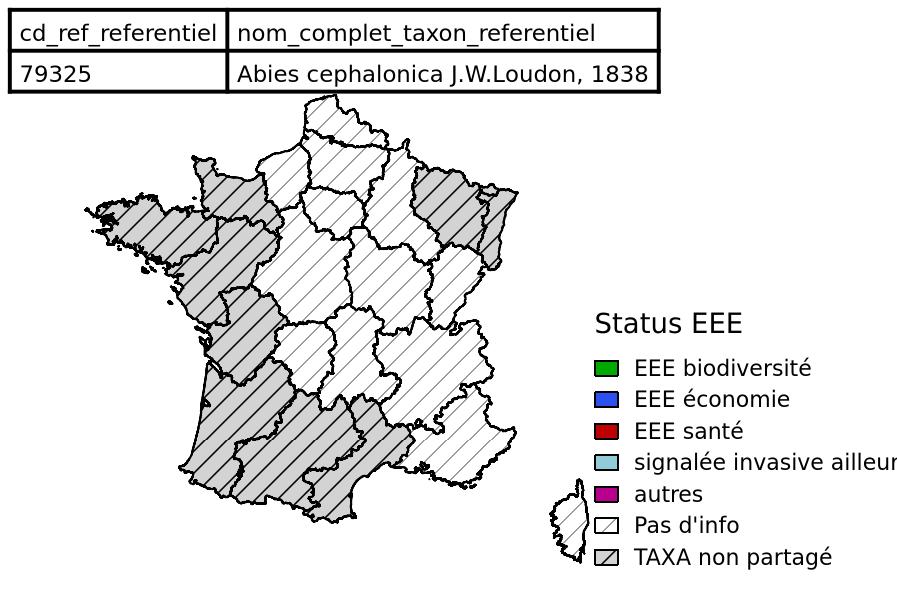 cd_ref_referentiel nom_complet_taxon_referentiel
79325 Abies cephalonica J.W.Loudon, 1838
Status EEE
EEE biodiversité
EEE économie
EEE santé
signalée invasive ailleur
autres
Pas d'info
TAXA non partagé